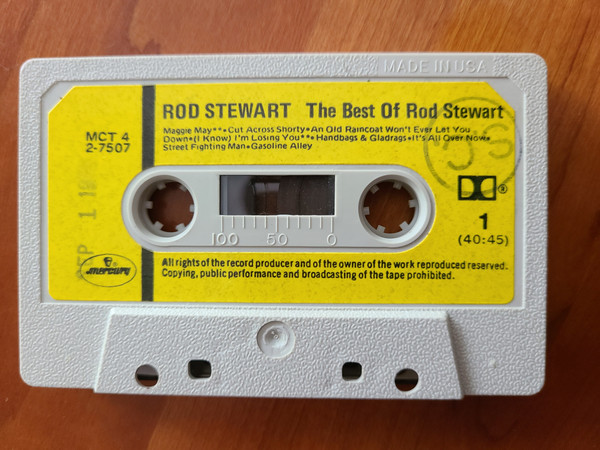 MADE IN USA
ROD STEWART The Best Of Rod Stewart
MCT 4
2-7507
Maggie May**•Cut Across Shorty•An Old Raincoat Won't Ever Let You
Down•(I Know) I'm Losing You**•Handbags & Gladrags•It's All Over Now•
Street Fighting Man•Gasoline Alley
1
(40:45)
100 50 0
SEP 1
mercury
All rights of the record producer and of the owner of the work reproduced reserved.
Copying, public performance and broadcasting of the tape prohibited.